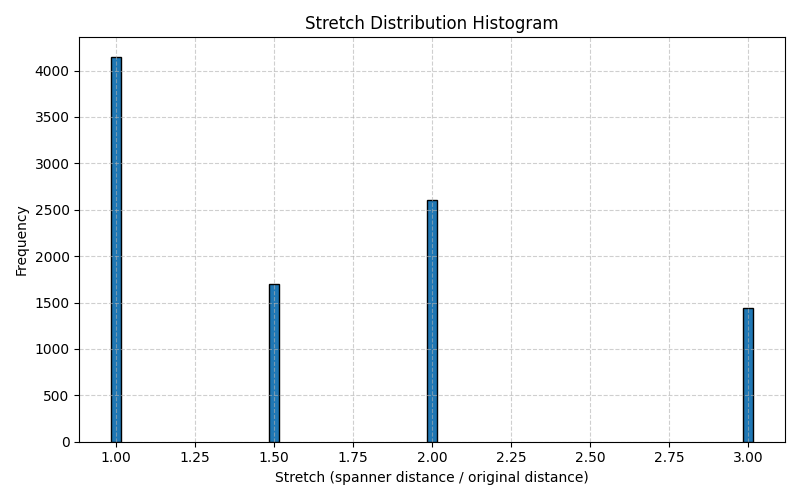 Stretch Distribution Histogram
Frequency
4000
3500
3000
2500
2000
1500
1000
500
0
1.00 1.25 1.50 1.75 2.00 2.25 2.50 2.75 3.00
Stretch (spanner distance / original distance)